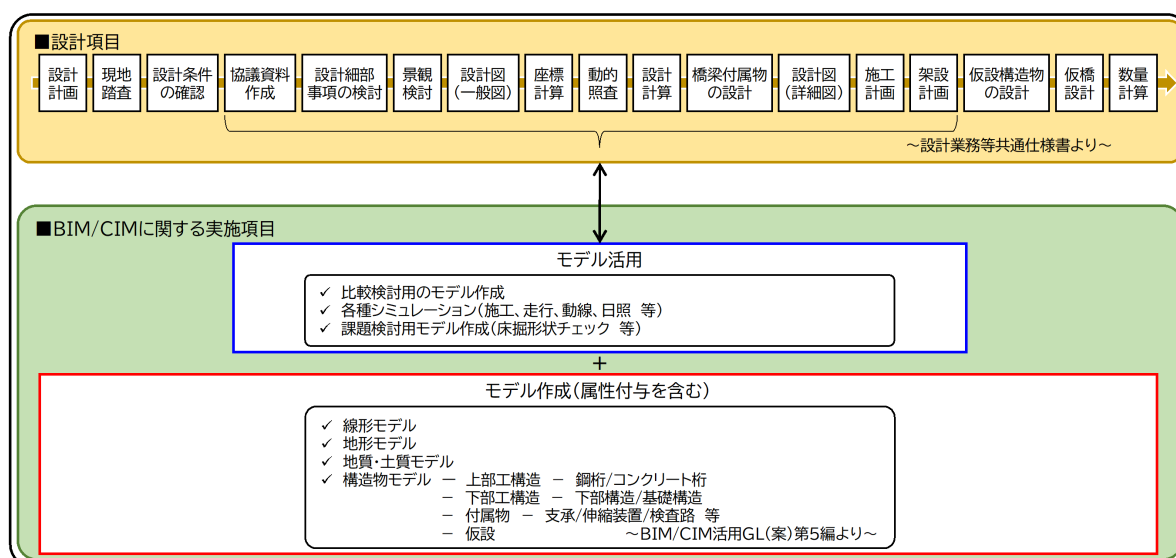 ■設計項目
設計
計画
現地
踏査
設計条件
の確認
協議資料
作成
設計細部
事項の検討
景観
検討
設計図
(一般図)
座標
計算
動的
照査
設計
計算
橋梁付属物
の設計
設計図
(詳細図)
施工
計画
架設
計画
仮設構造物
の設計
仮橋
設計
数量
計算
～設計業務等共通仕様書より～
■BIM/CIMに関する実施項目
モデル活用
✓ 比較検討用のモデル作成
✓ 各種シミュレーション(施工、走行、動線、日照 等)
✓ 課題検討用モデル作成(床掘形状チェック 等)
+
モデル作成(属性付与を含む)
✓ 線形モデル
✓ 地形モデル
✓ 地質・土質モデル
✓ 構造物モデル － 上部工構造 － 鋼桁/コンクリート桁
－ 下部工構造 － 下部構造/基礎構造
－ 付属物 － 支承/伸縮装置/検査路 等
－ 仮設 ～BIM/CIM活用GL(案)第5編より～